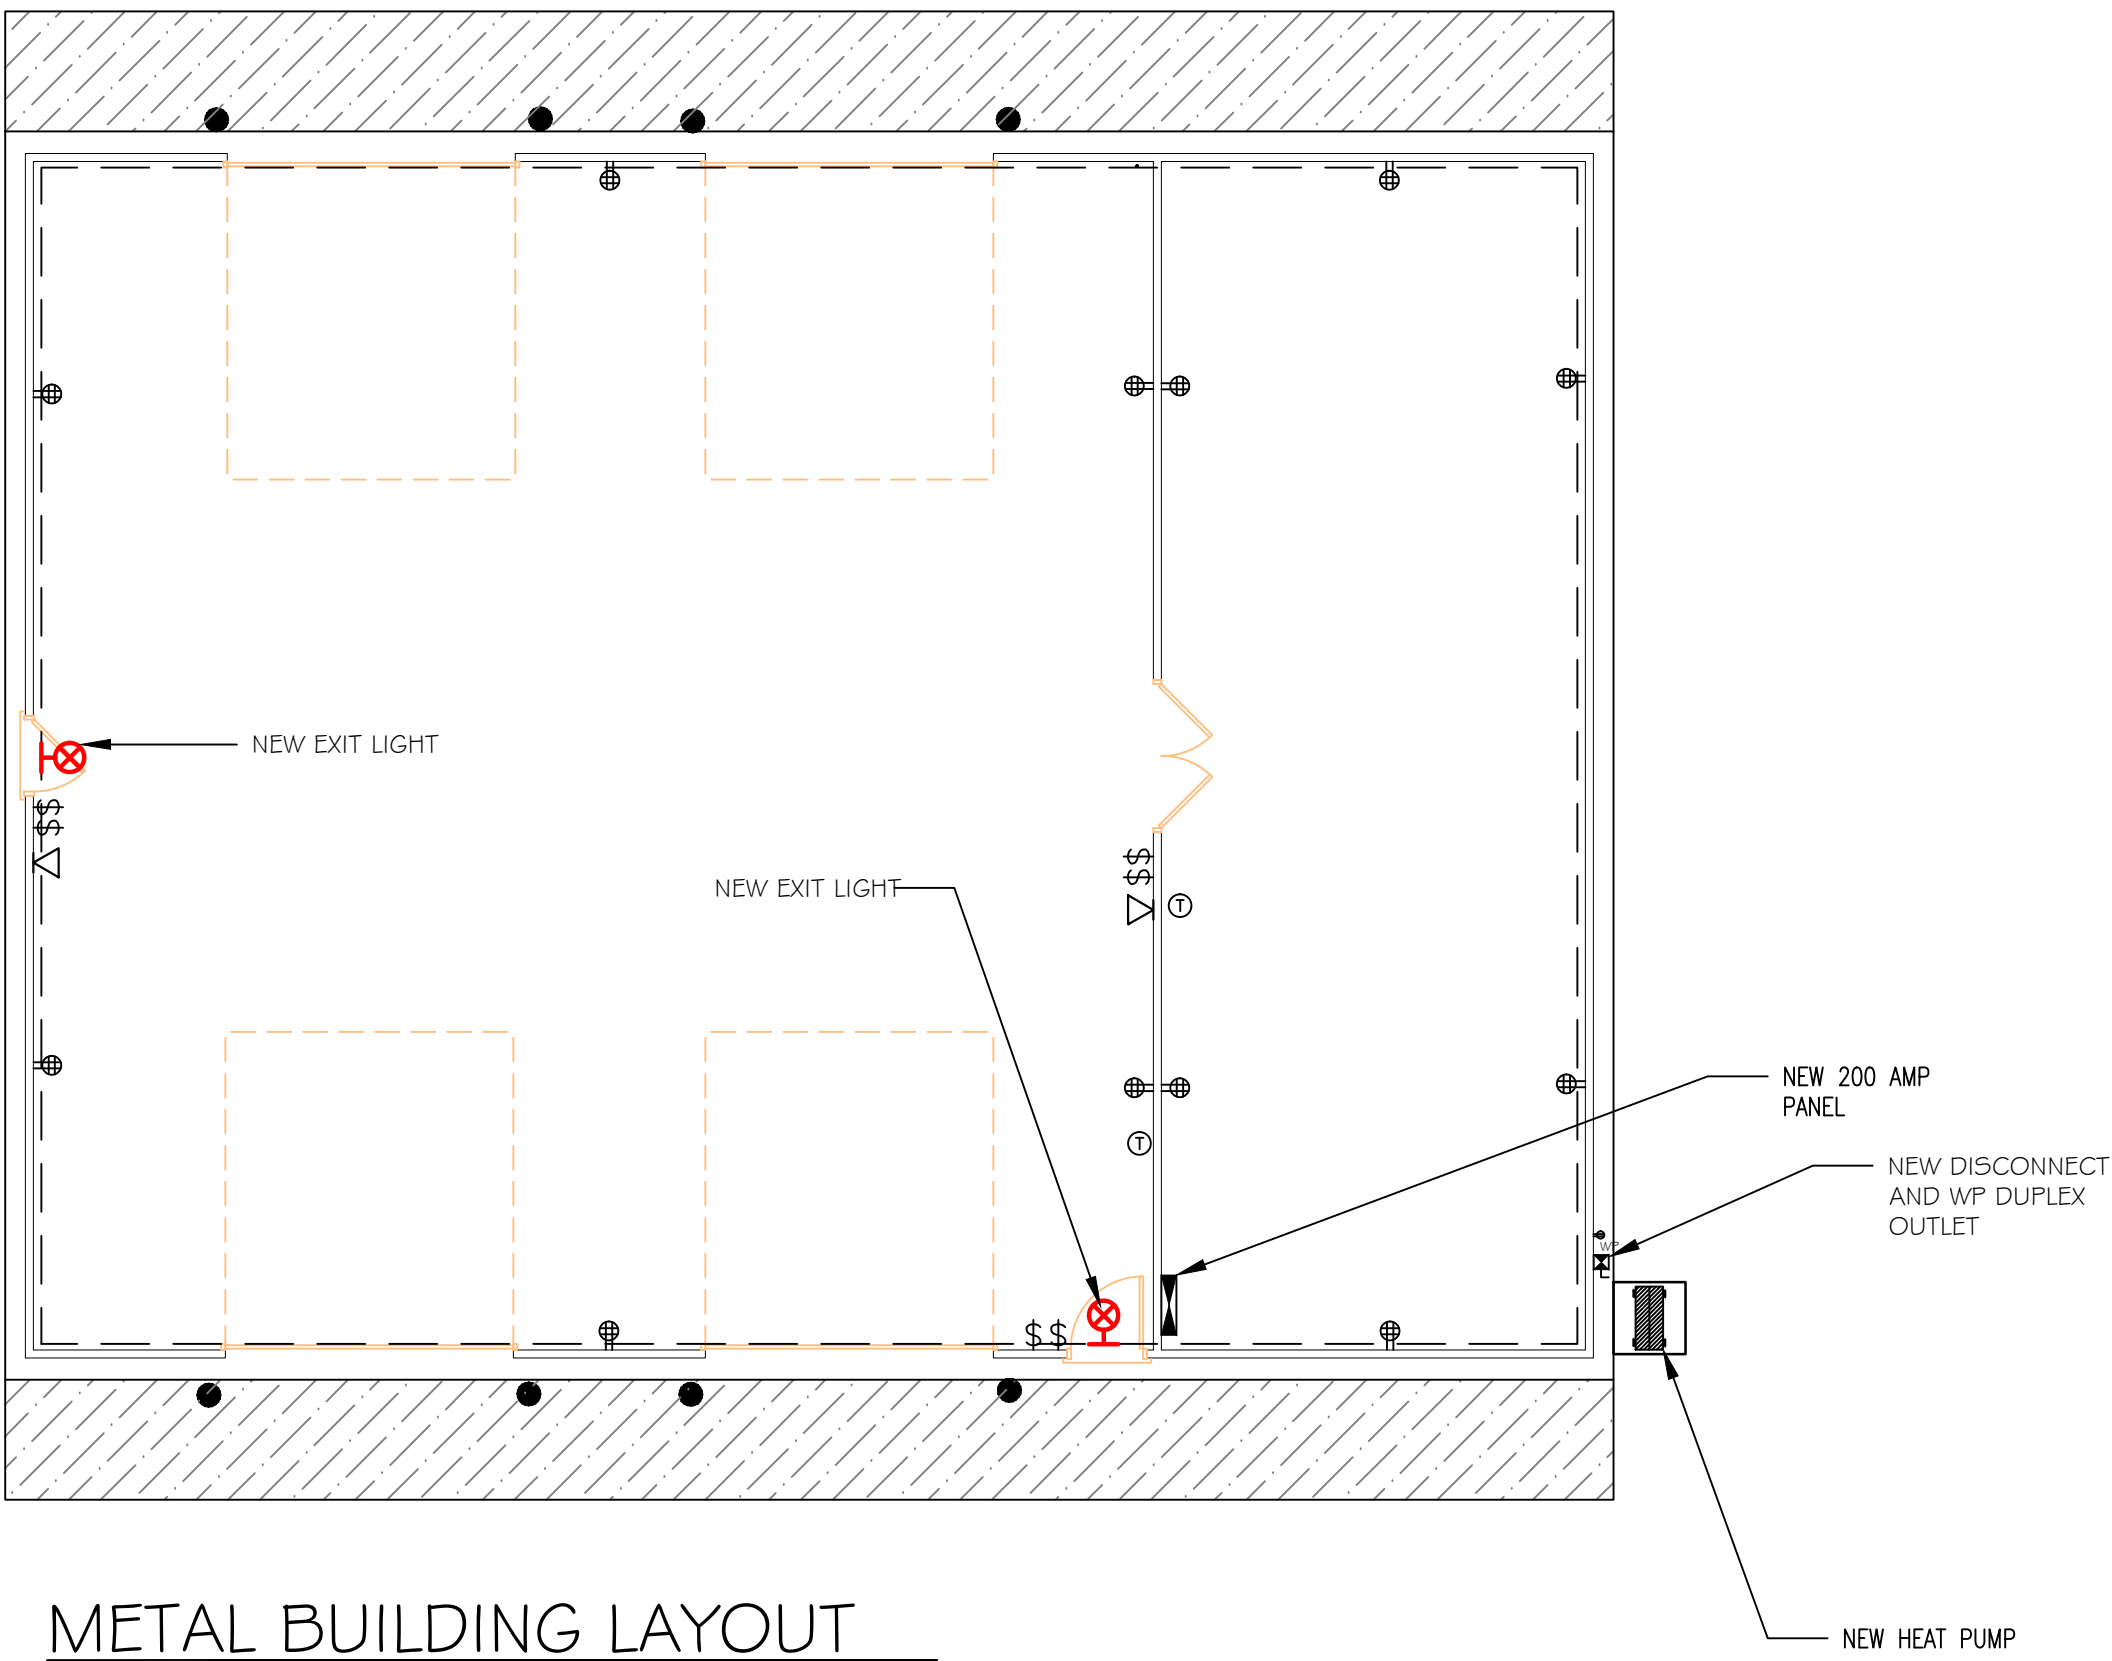 NEW EXIT LIGHT
$$
$$
NEW EXIT LIGHT
T
NEW 200 AMP
PANEL
T
NEW DISCONNECT
AND WP DUPLEX
OUTLET
WP
$$
METAL BUILDING LAYOUT
NEW HEAT PUMP